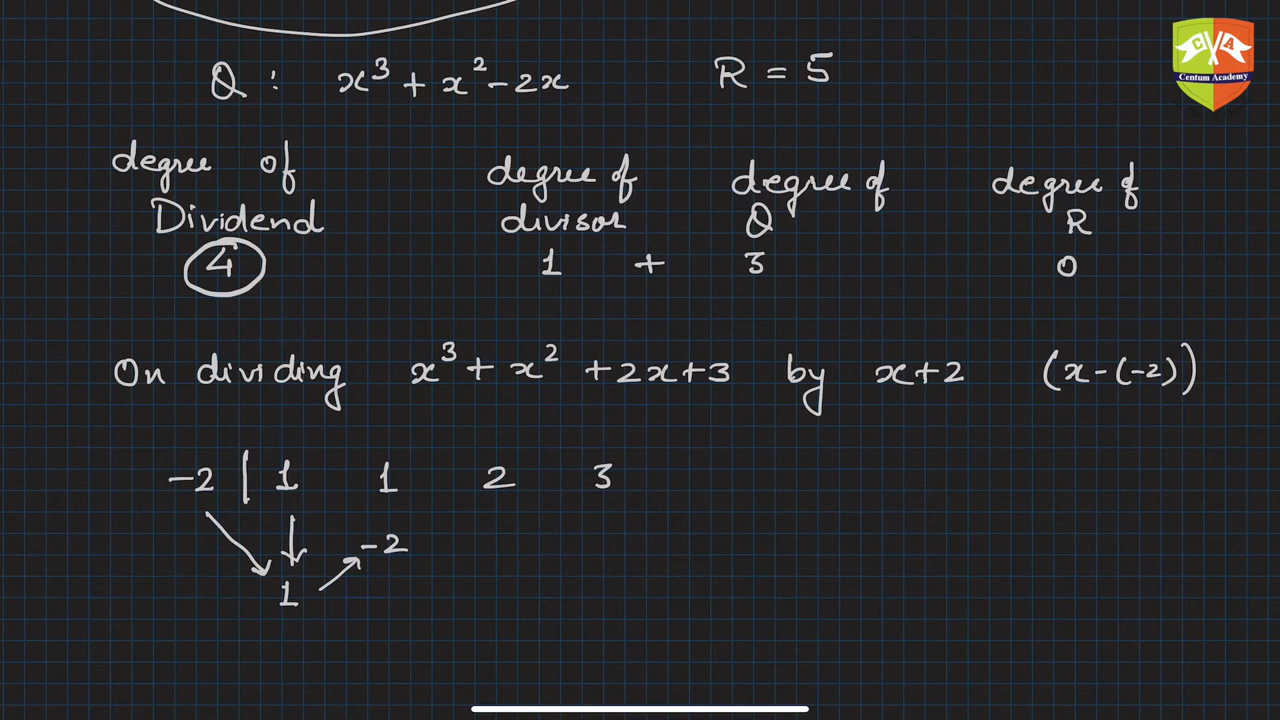 CA
Centum Academy
Q : x³ + x² - 2x R = 5
degree of Dividend degree of divisor degree of Q degree of R
4 1 + 3 0
On dividing x³ + x² + 2x + 3 by x + 2 (x - (-2))
-2 | 1 1 2 3
-2
1